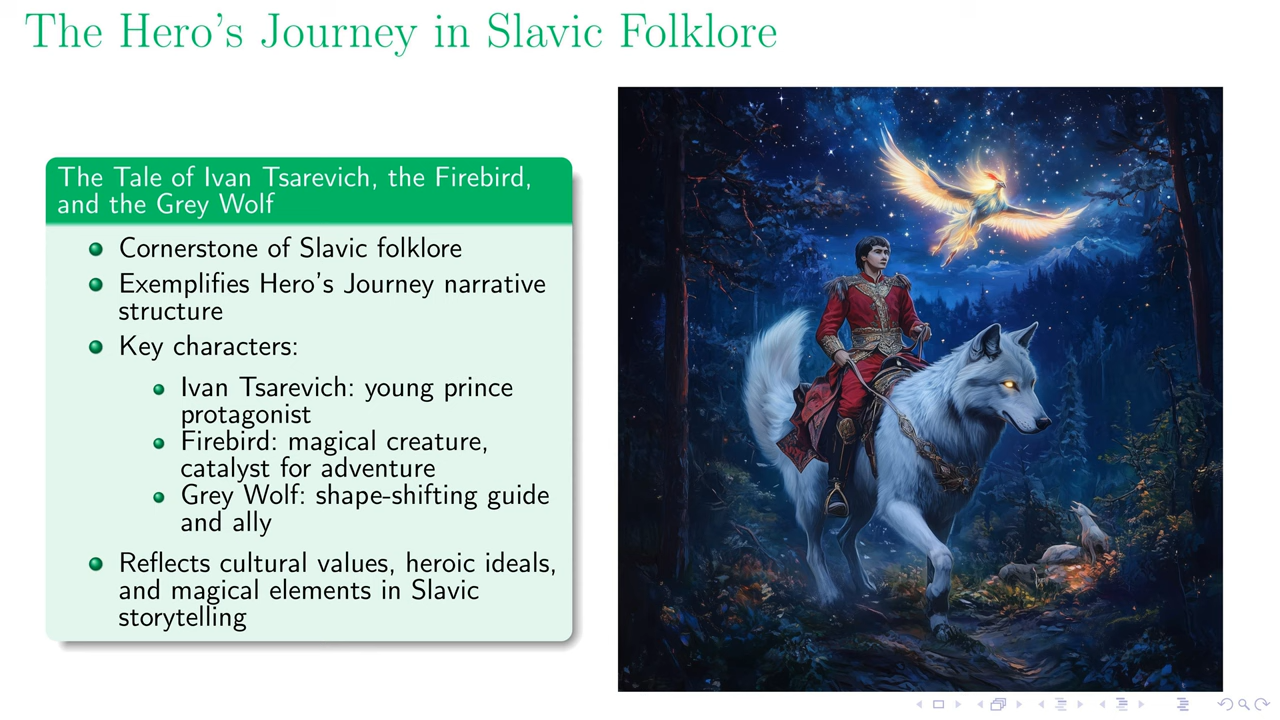 The Hero's Journey in Slavic Folklore
The Tale of Ivan Tsarevich, the Firebird,
and the Grey Wolf
Cornerstone of Slavic folklore
Exemplifies Hero's Journey narrative
structure
Key characters:
Ivan Tsarevich: young prince
protagonist
Firebird: magical creature,
catalyst for adventure
Grey Wolf: shape-shifting guide
and ally
Reflects cultural values, heroic ideals,
and magical elements in Slavic
storytelling